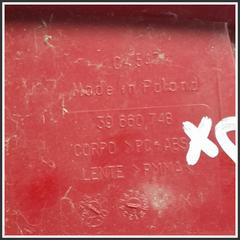 Made in Poland
39 660 748
CORPO >PC+ABS
LENTE >PMMA<